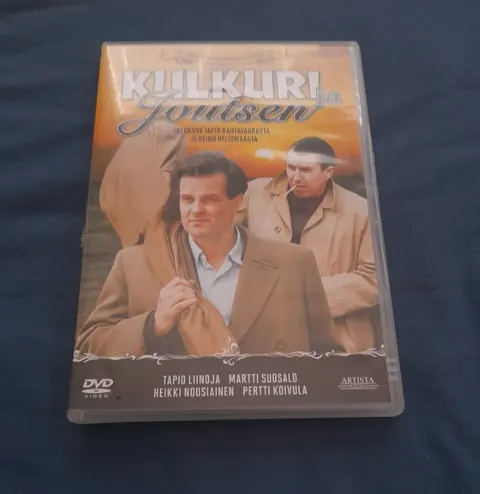 KULKURI
ja
Joutsen
ELOKUVA TAPIO RAUTAVAARASTA
JA REINO HELISMAASTA
TAPIO LIINOJA MARTTI SUOSALO
HEIKKI NOUSIAINEN PERTTI KOIVULA
DVD
VIDEO
ARTISTA